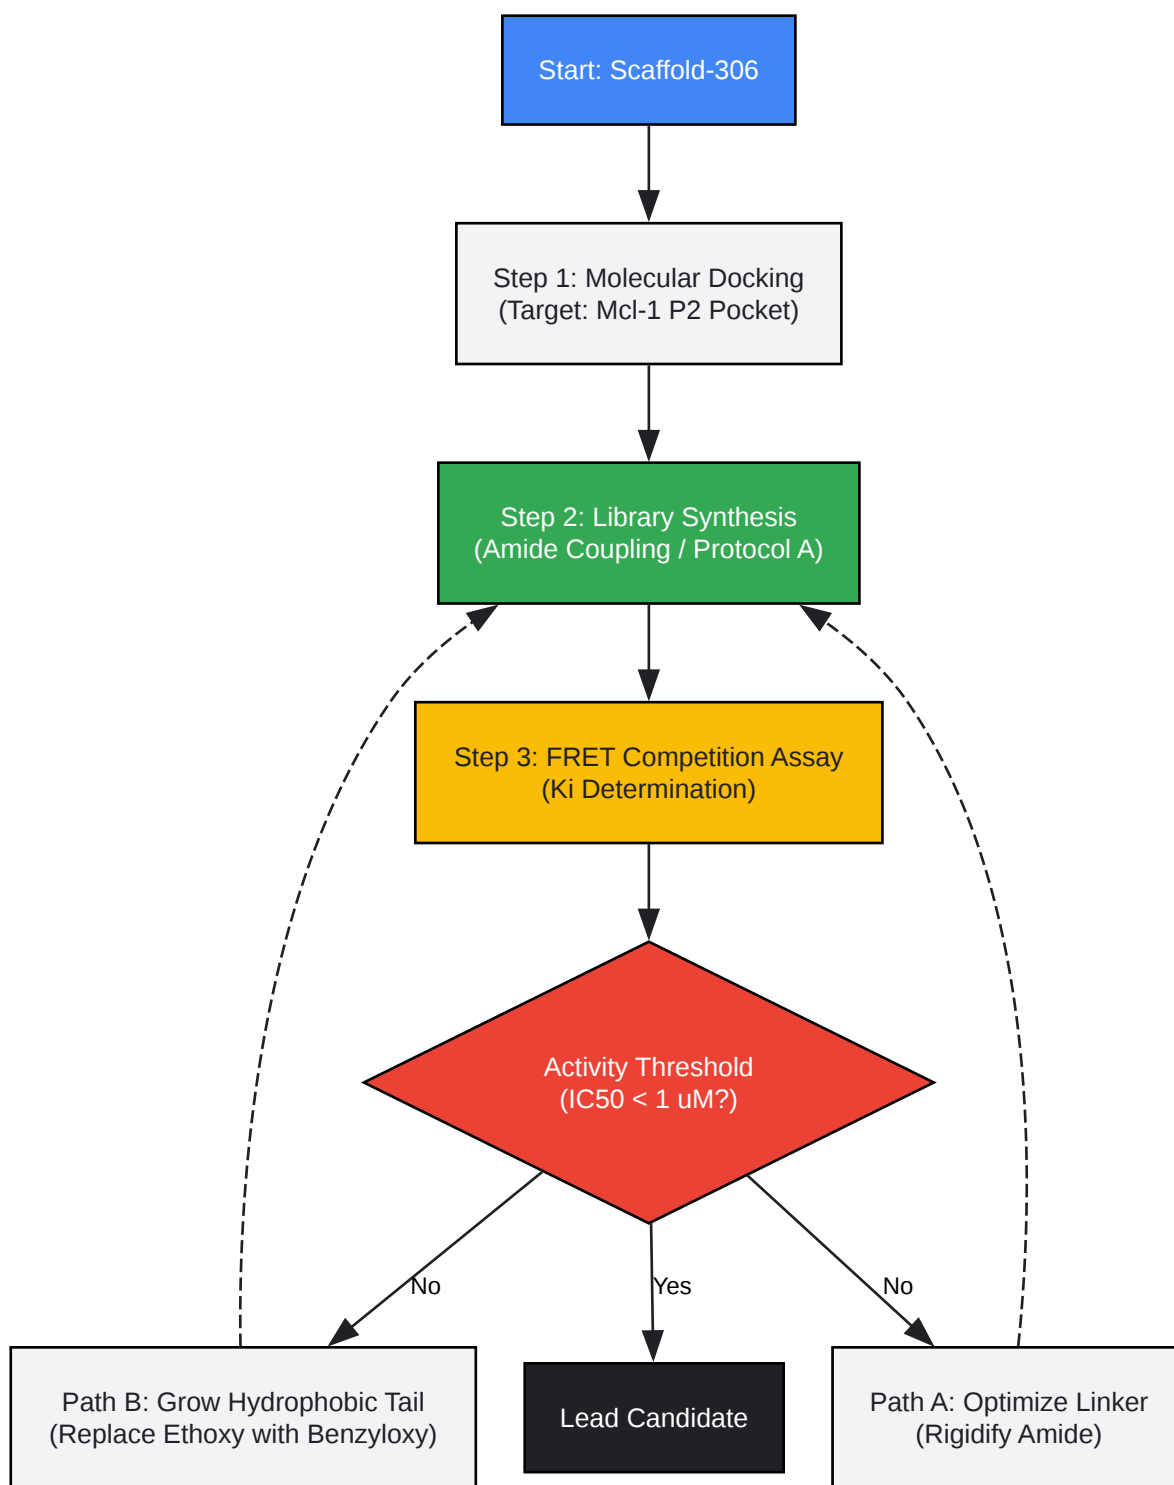 Start: Scaffold-306
Step 1: Molecular Docking
(Target: Mcl-1 P2 Pocket)
Step 2: Library Synthesis
(Amide Coupling / Protocol A)
Step 3: FRET Competition Assay
(Ki Determination)
Activity Threshold
(IC50 < 1 uM?)
No
Yes
No
Path B: Grow Hydrophobic Tail
(Replace Ethoxy with Benzyloxy)
Lead Candidate
Path A: Optimize Linker
(Rigidify Amide)